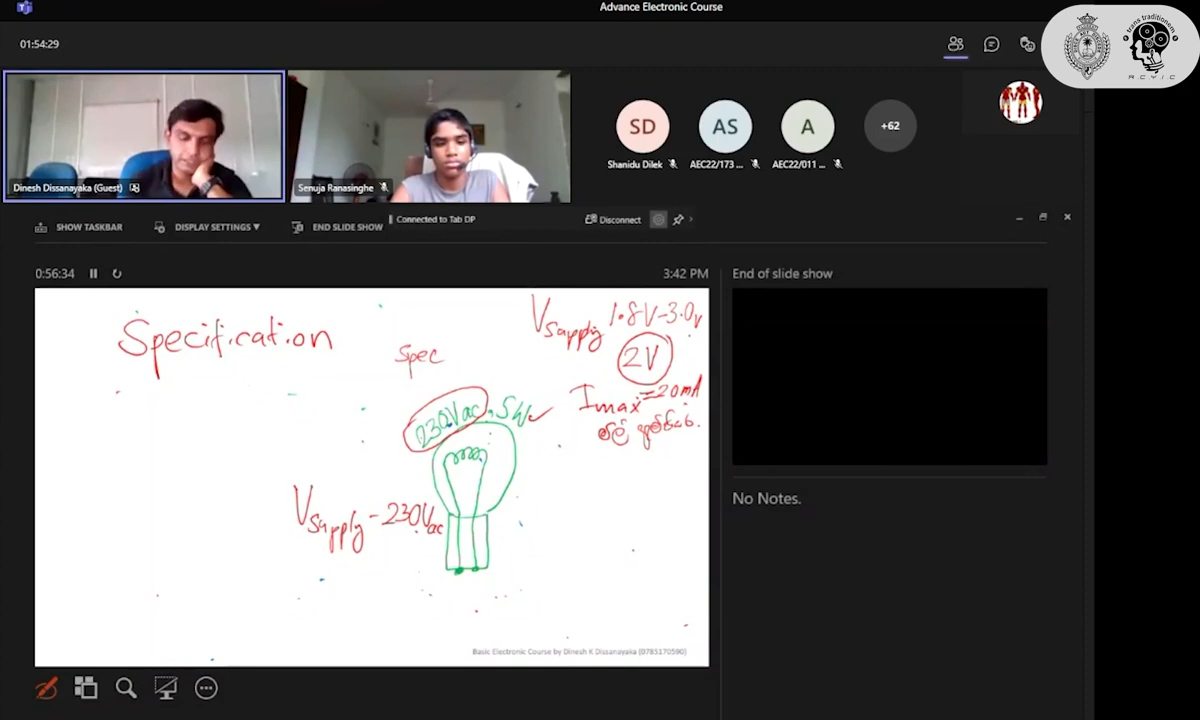 Advance Electronic Course
01:54:29
trans traditionem
R.C.Y.I.C
SD
AS
A
+62
Dinesh Dissanayaka (Guest)
Senuja Ranasinghe
Shanidu Dilek
AEC22/173 ...
AEC22/011 ...
SHOW TASKBAR
DISPLAY SETTINGS
END SLIDE SHOW
Connected to Tab DP
Disconnect
0:56:34
3:42 PM
End of slide show
Specification
Spec
Vsupply 1.8V-3.0V
2V
Imax = 20mA
230Vac, 5W
Vsupply - 230Vac
No Notes.
Basic Electronic Course by Dinesh K Dissanayaka (0785170590)